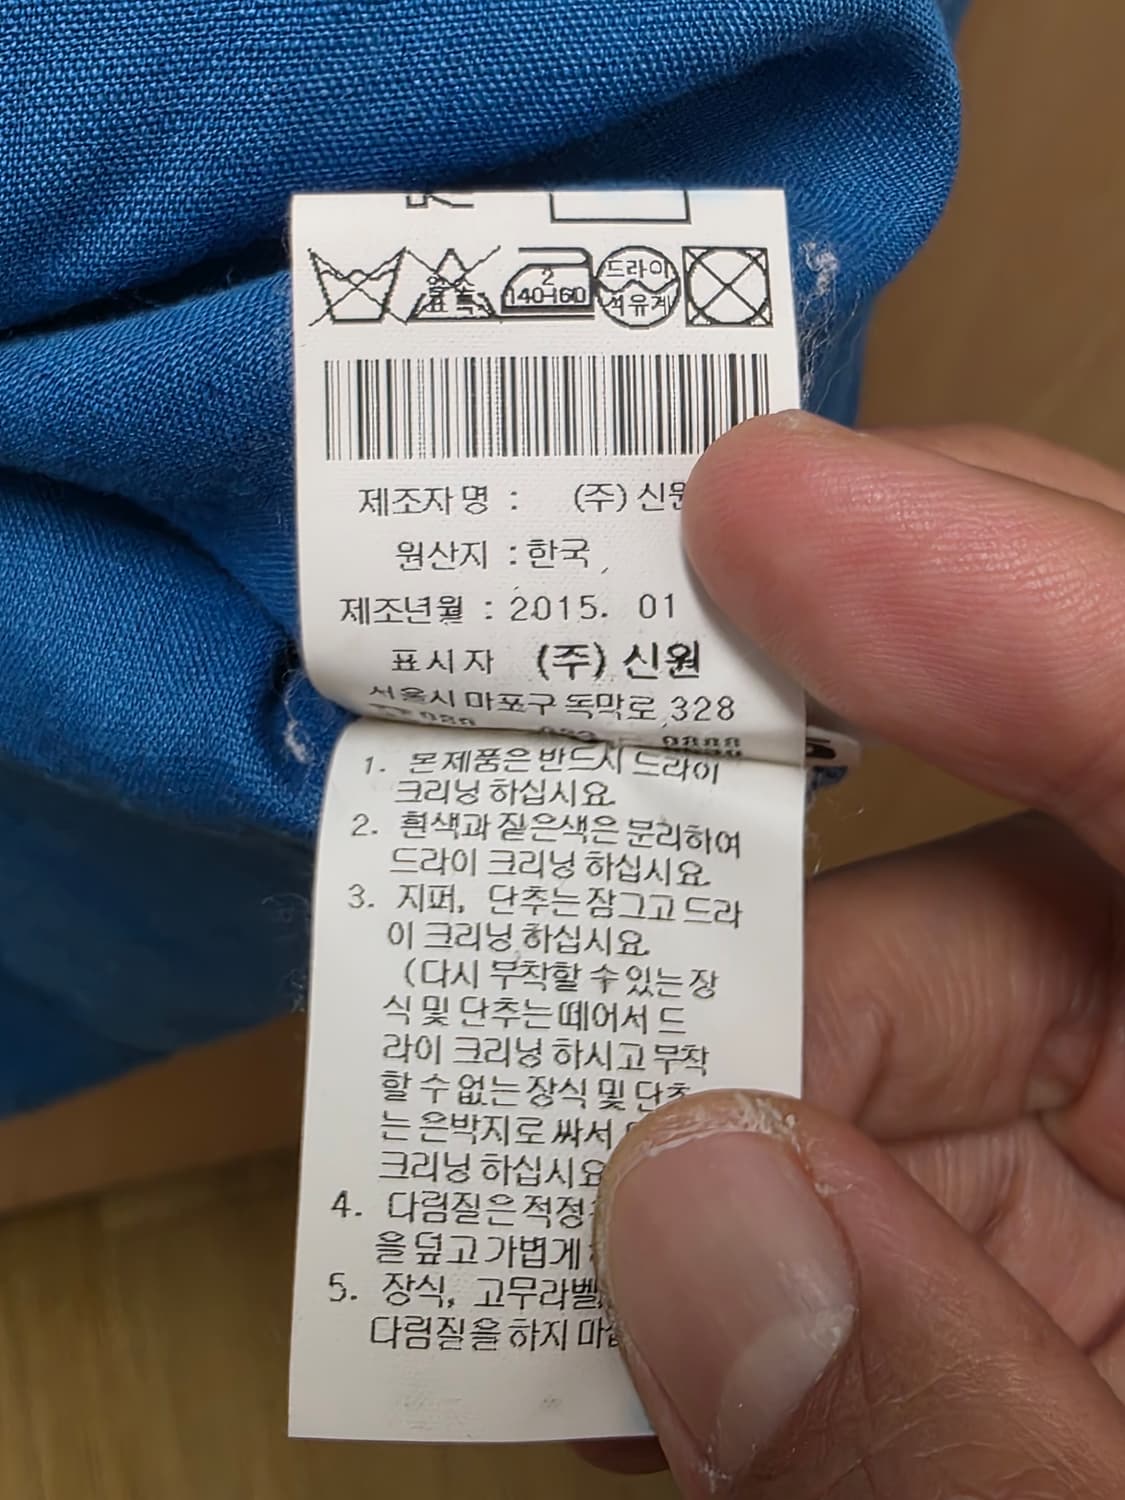 2
140-160
드라이
석유계
제조자명 : (주) 신원
원산지 : 한국
제조년월 : 2015. 01
표시자 (주) 신원
서울시 마포구 독막로 328
1. 본제품은 반드시 드라이
크리닝 하십시요.
2. 흰색과 짙은색은 분리하여
드라이 크리닝 하십시요.
3. 지퍼, 단추는 잠그고 드라
이 크리닝 하십시요.
(다시 부착할 수 있는 장
식 및 단추는 떼어서 드
라이 크리닝 하시고 부착
할 수 없는 장식 및 단추
는 은박지로 싸서
크리닝 하십시요
4. 다림질은 적정
을 덮고 가볍게
5. 장식, 고무라벨
다림질을 하지 마십